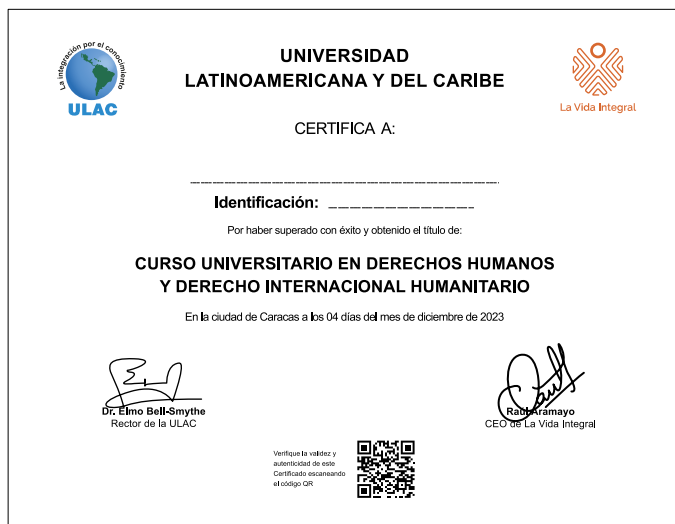 La integración por el conocimiento
ULAC
UNIVERSIDAD
LATINOAMERICANA Y DEL CARIBE
La Vida Integral
CERTIFICA A:
Identificación:
Por haber superado con éxito y obtenido el título de:
CURSO UNIVERSITARIO EN DERECHOS HUMANOS
Y DERECHO INTERNACIONAL HUMANITARIO
En la ciudad de Caracas a los 04 días del mes de diciembre de 2023
Dr. Elmo Bell-Smythe
Rector de la ULAC
Raúl Aramayo
CEO de La Vida Integral
Verifique la validez y
autenticidad de este
Certificado escaneando
el código QR